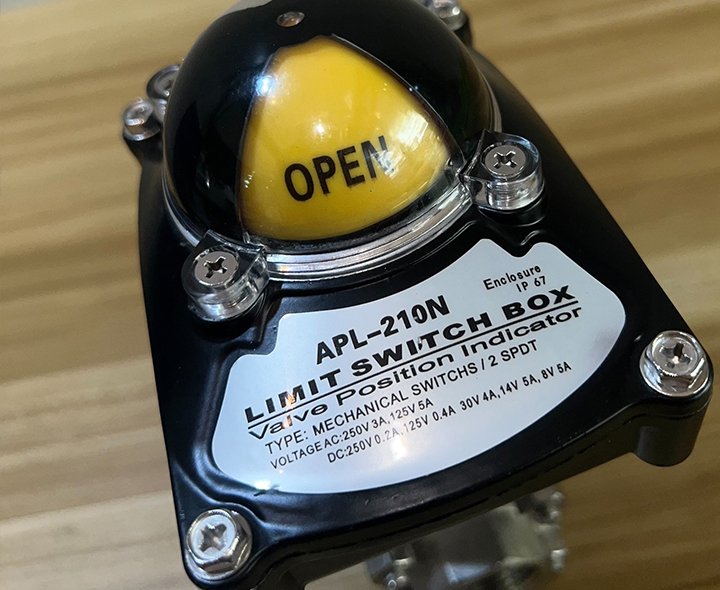 OPEN
Enclosure
IP 67
APL-210N
LIMIT SWITCH BOX
Valve Position Indicator
TYPE: MECHANICAL SWITCHS / 2 SPDT
VOLTAGE AC:250V 3A,125V 5A
DC:250V 0.2A,125V 0.4A 30V 4A,14V 5A, 8V 5A